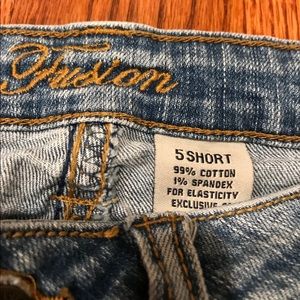 Fusion
5 SHORT
99% COTTON
1% SPANDEX
FOR ELASTICITY
EXCLUSIVE